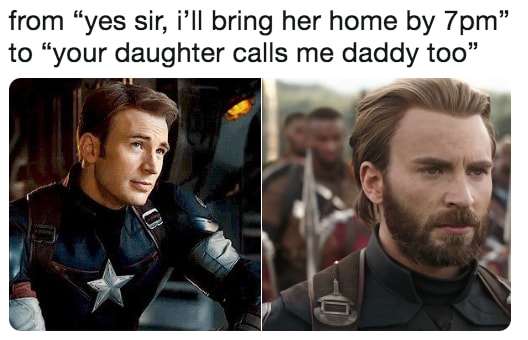 from “yes sir, i’ll bring her home by 7pm”
to “your daughter calls me daddy too”